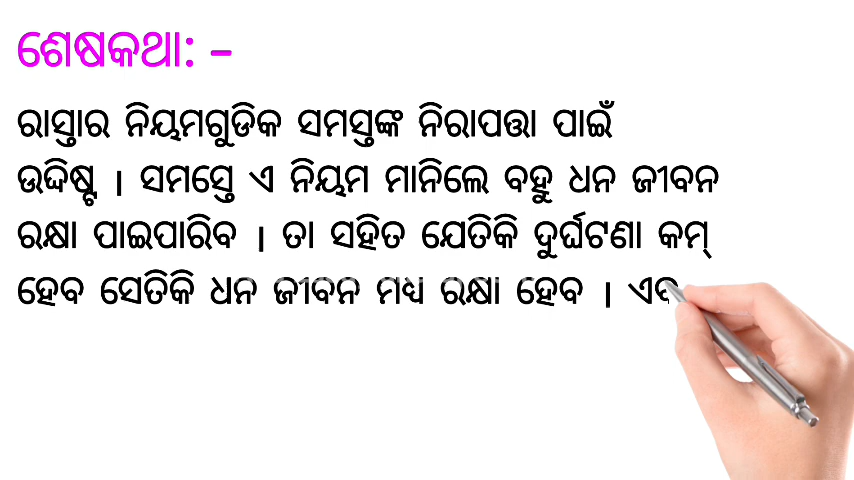 ଶେଷକଥା: –
ରାସ୍ତାର ନିୟମଗୁଡିକ ସମସ୍ତଙ୍କ ନିରାପତ୍ତା ପାଇଁ
ଉଦ୍ଦିଷ୍ଟ । ସମସ୍ତେ ଏ ନିୟମ ମାନିଲେ ବହୁ ଧନ ଜୀବନ
ରକ୍ଷା ପାଇପାରିବ । ତା ସହିତ ଯେତିକି ଦୁର୍ଘଟଣା କମ୍
ହେବ ସେତିକି ଧନ ଜୀବନ ମଧ୍ୟ ରକ୍ଷା ହେବ ।